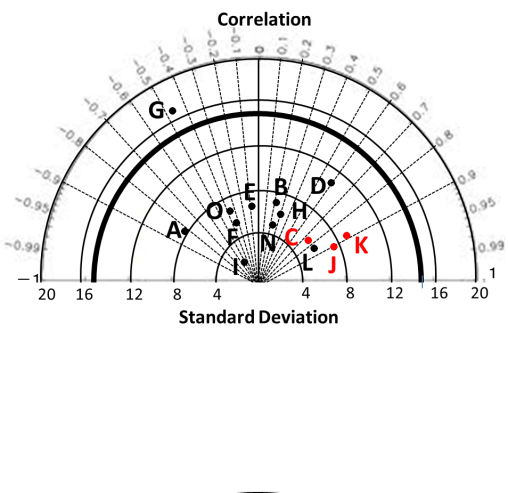 Correlation
-0.1 0 0.1
-0.2 0.2
-0.3 0.3
-0.4 0.4
-0.5 0.5
-0.6 0.6
-0.7 0.7
-0.8 0.8
-0.9 0.9
-0.95 0.95
-0.99 0.99
G
D
B
E
O
H
A
F
N
C
K
L
J
I
-1 1
20 16 12 8 4 4 8 12 16 20
Standard Deviation